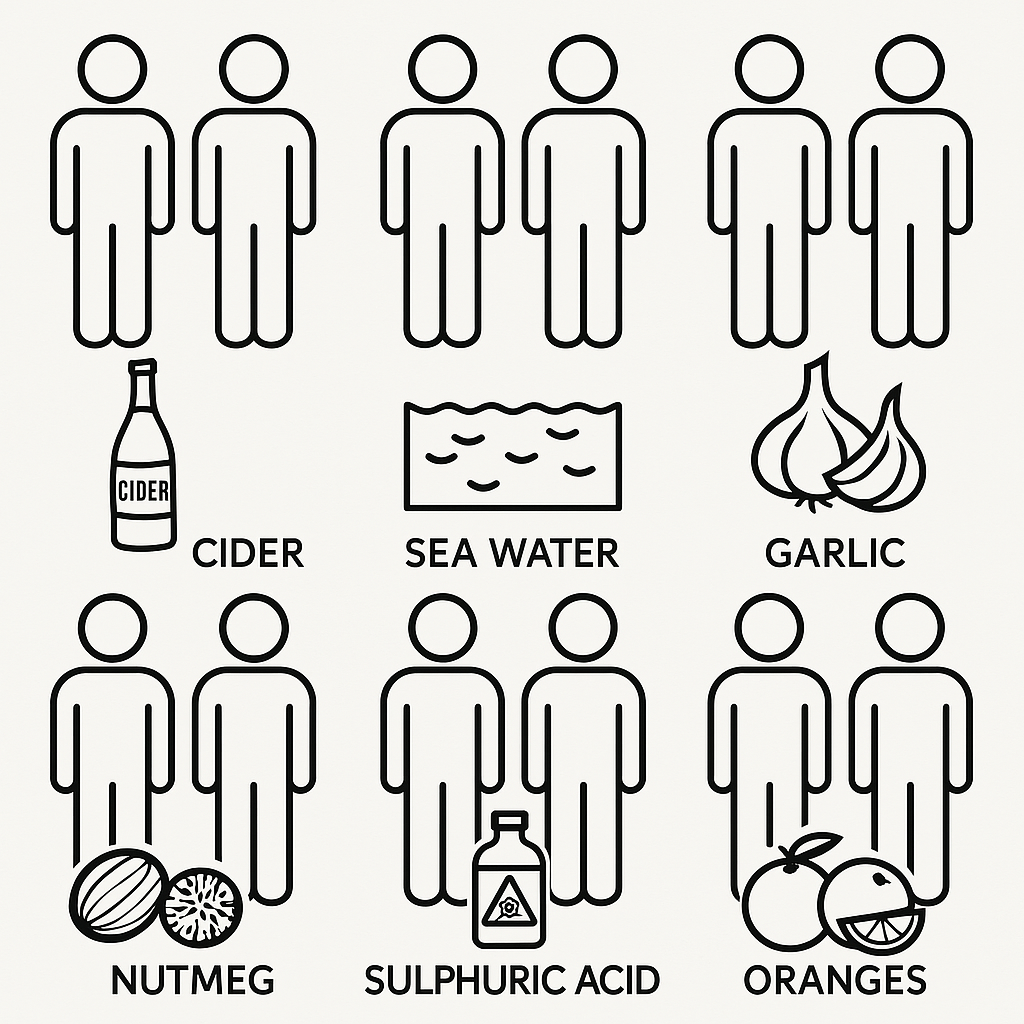 CIDER
CIDER
SEA WATER
GARLIC
NUTMEG
SULPHURIC ACID
ORANGES